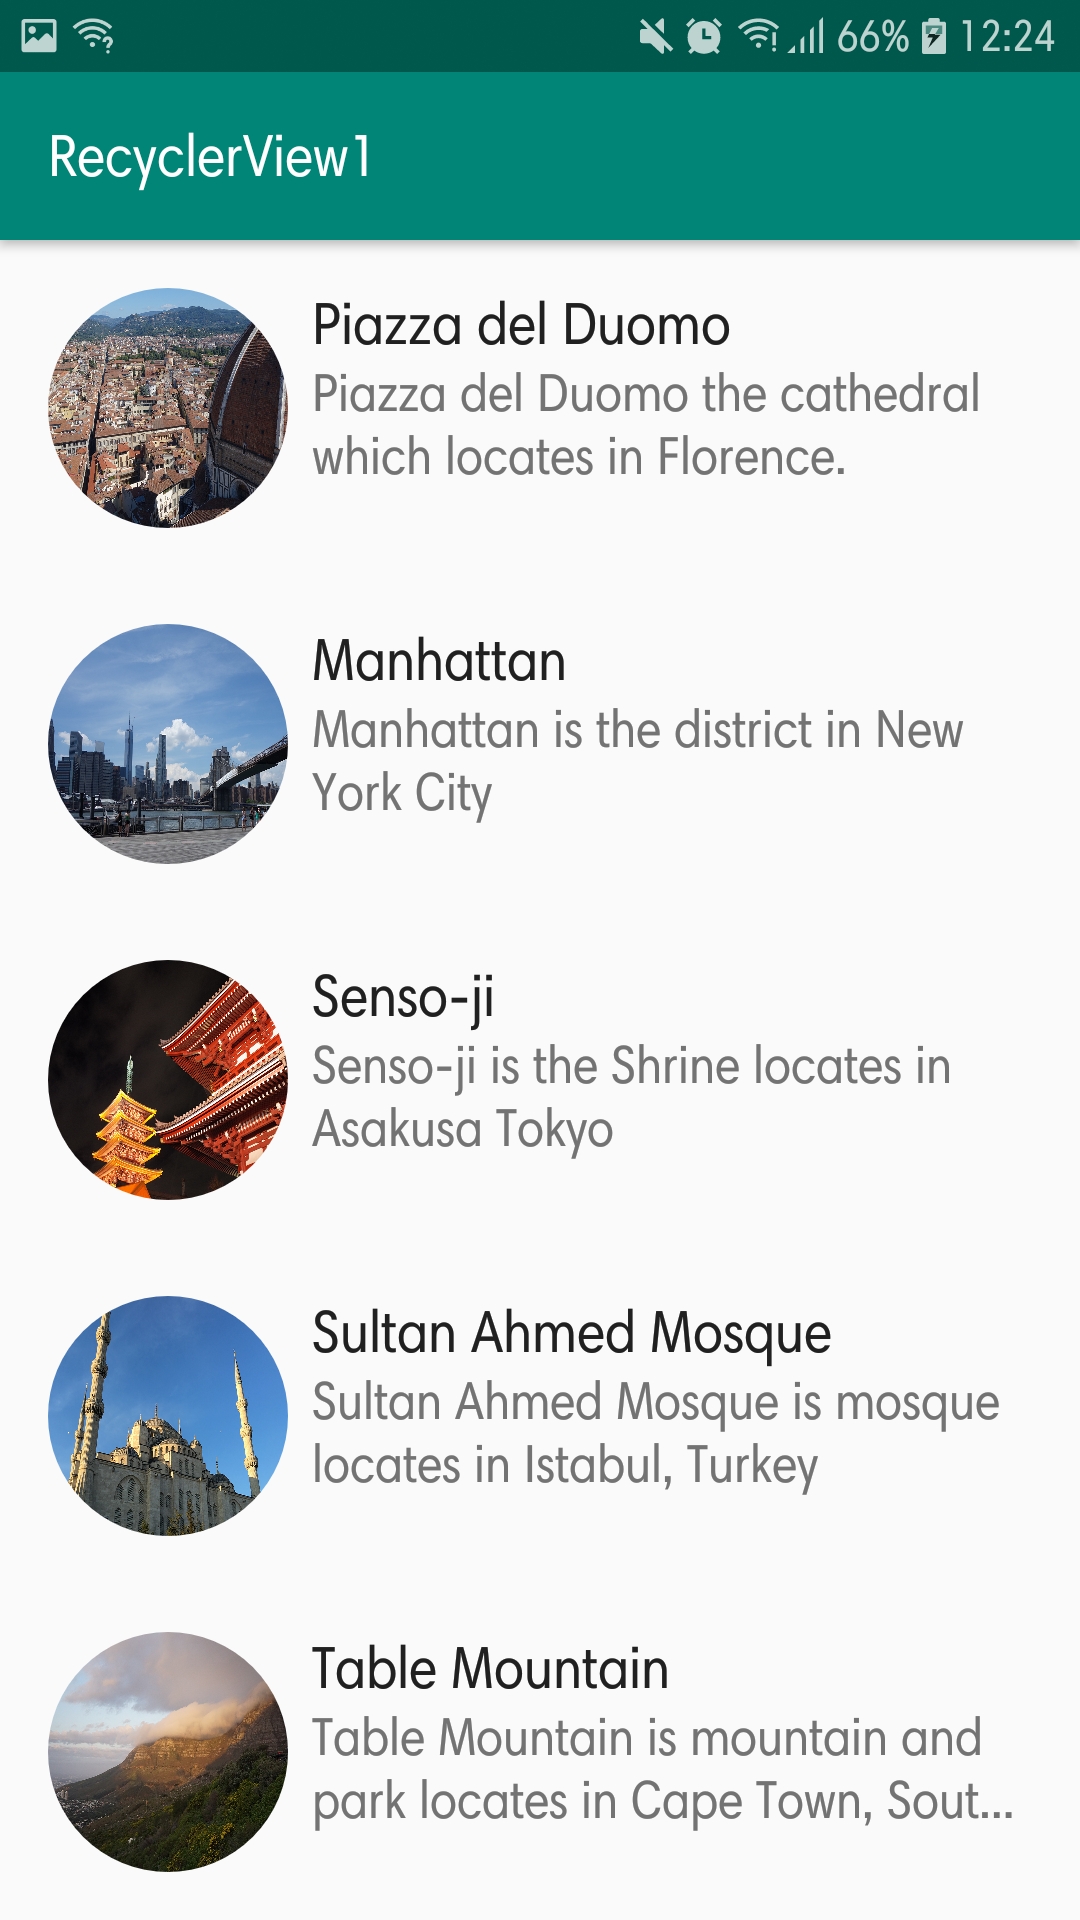 66% 12:24
RecyclerView1
Piazza del Duomo
Piazza del Duomo the cathedral
which locates in Florence.
Manhattan
Manhattan is the district in New
York City
Senso-ji
Senso-ji is the Shrine locates in
Asakusa Tokyo
Sultan Ahmed Mosque
Sultan Ahmed Mosque is mosque
locates in Istabul, Turkey
Table Mountain
Table Mountain is mountain and
park locates in Cape Town, Sout...